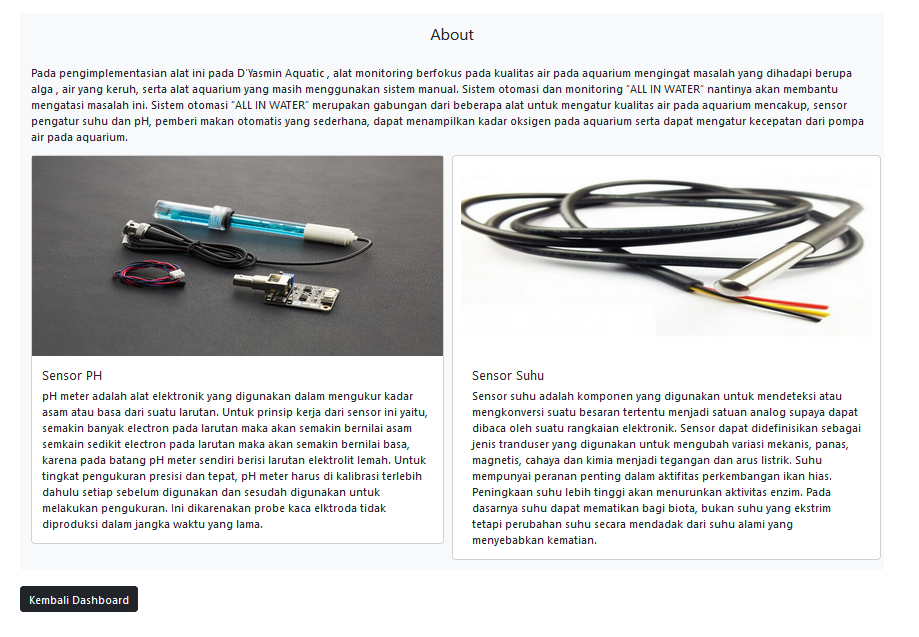 About
Pada pengimplementasian alat ini pada D'Yasmin Aquatic , alat monitoring berfokus pada kualitas air pada aquarium mengingat masalah yang dihadapi berupa
alga , air yang keruh, serta alat aquarium yang masih menggunakan sistem manual. Sistem otomasi dan monitoring “ALL IN WATER” nantinya akan membantu
mengatasi masalah ini. Sistem otomasi “ALL IN WATER” merupakan gabungan dari beberapa alat untuk mengatur kualitas air pada aquarium mencakup, sensor
pengatur suhu dan pH, pemberi makan otomatis yang sederhana, dapat menampilkan kadar oksigen pada aquarium serta dapat mengatur kecepatan dari pompa
air pada aquarium.
Sensor PH
pH meter adalah alat elektronik yang digunakan dalam mengukur kadar
asam atau basa dari suatu larutan. Untuk prinsip kerja dari sensor ini yaitu,
semakin banyak electron pada larutan maka akan semakin bernilai asam
semkain sedikit electron pada larutan maka akan semakin bernilai basa,
karena pada batang pH meter sendiri berisi larutan elektrolit lemah. Untuk
tingkat pengukuran presisi dan tepat, pH meter harus di kalibrasi terlebih
dahulu setiap sebelum digunakan dan sesudah digunakan untuk
melakukan pengukuran. Ini dikarenakan probe kaca elktroda tidak
diproduksi dalam jangka waktu yang lama.
Sensor Suhu
Sensor suhu adalah komponen yang digunakan untuk mendeteksi atau
mengkonversi suatu besaran tertentu menjadi satuan analog supaya dapat
dibaca oleh suatu rangkaian elektronik. Sensor dapat didefinisikan sebagai
jenis tranduser yang digunakan untuk mengubah variasi mekanis, panas,
magnetis, cahaya dan kimia menjadi tegangan dan arus listrik. Suhu
mempunyai peranan penting dalam aktifitas perkembangan ikan hias.
Peningkaan suhu lebih tinggi akan menurunkan aktivitas enzim. Pada
dasarnya suhu dapat mematikan bagi biota, bukan suhu yang ekstrim
tetapi perubahan suhu secara mendadak dari suhu alami yang
menyebabkan kematian.
Kembali Dashboard